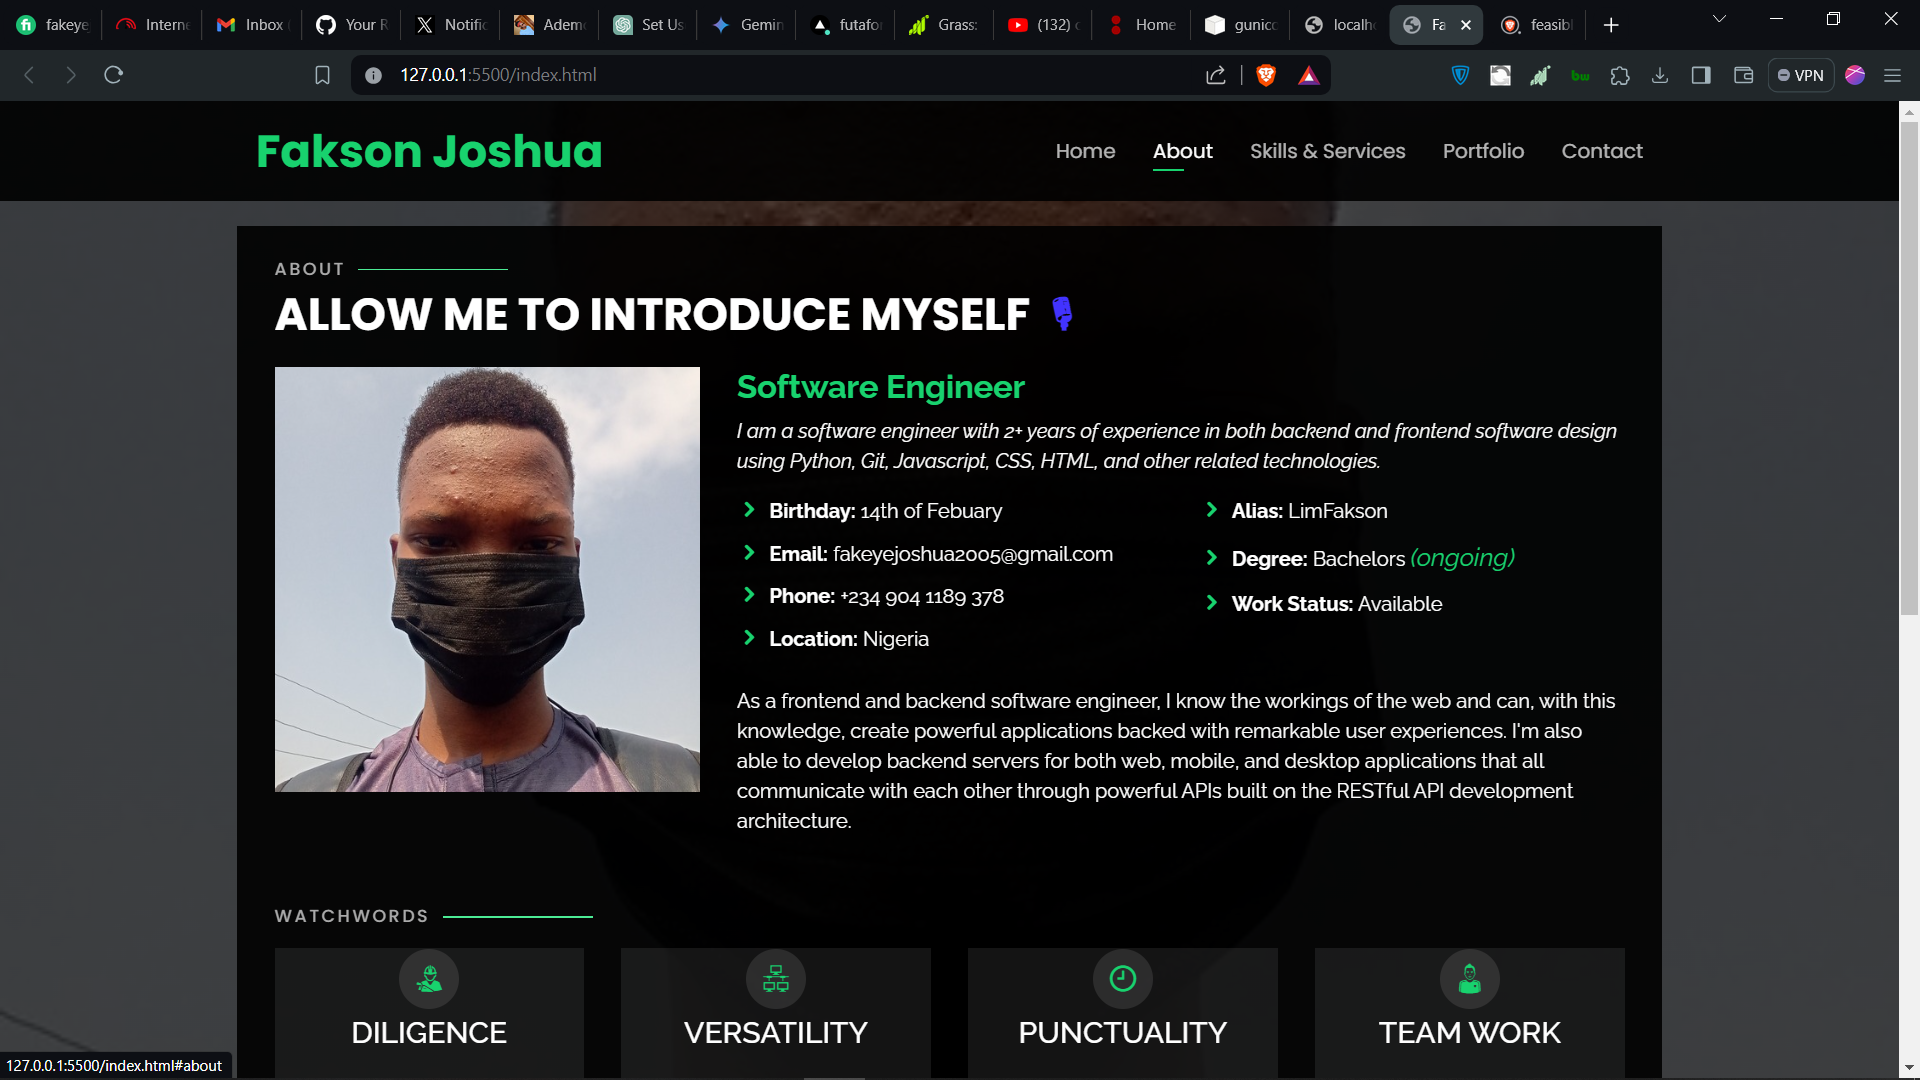 fakeye
Interne
Inbox
Your R
Notific
Ademo
Set Us
Gemin
futafor
Grass:
(132)
Home
gunico
localh
Fa
feasibl
127.0.0.1:5500/index.html
bw
VPN
Fakson Joshua
Home
About
Skills & Services
Portfolio
Contact
ABOUT
ALLOW ME TO INTRODUCE MYSELF
Software Engineer
I am a software engineer with 2+ years of experience in both backend and frontend software design
using Python, Git, Javascript, CSS, HTML, and other related technologies.
Birthday: 14th of Febuary
Email: fakeyejoshua2005@gmail.com
Phone: +234 904 1189 378
Location: Nigeria
Alias: LimFakson
Degree: Bachelors (ongoing)
Work Status: Available
As a frontend and backend software engineer, I know the workings of the web and can, with this
knowledge, create powerful applications backed with remarkable user experiences. I'm also
able to develop backend servers for both web, mobile, and desktop applications that all
communicate with each other through powerful APIs built on the RESTful API development
architecture.
WATCHWORDS
DILIGENCE
VERSATILITY
PUNCTUALITY
TEAM WORK
127.0.0.1:5500/index.html#about